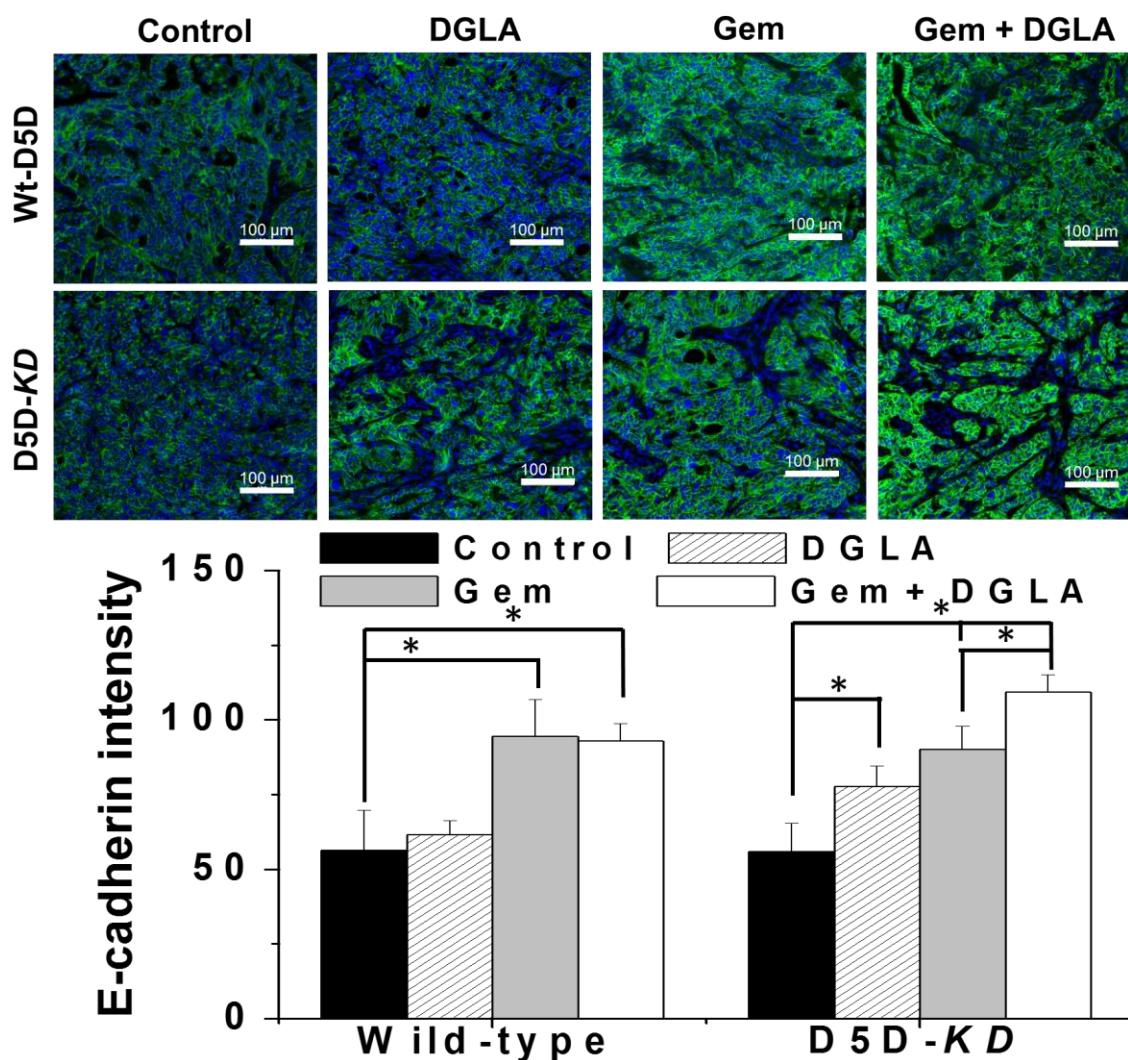 Control DGLA Gem Gem + DGLA
Wt-D5D
100 µm 100 µm 100 µm 100 µm
D5D-KD
100 µm 100 µm 100 µm 100 µm
Control DGLA
Gem Gem + DGLA
E-cadherin intensity
150
100
50
0
* * * * *
Wild-type D5D-KD